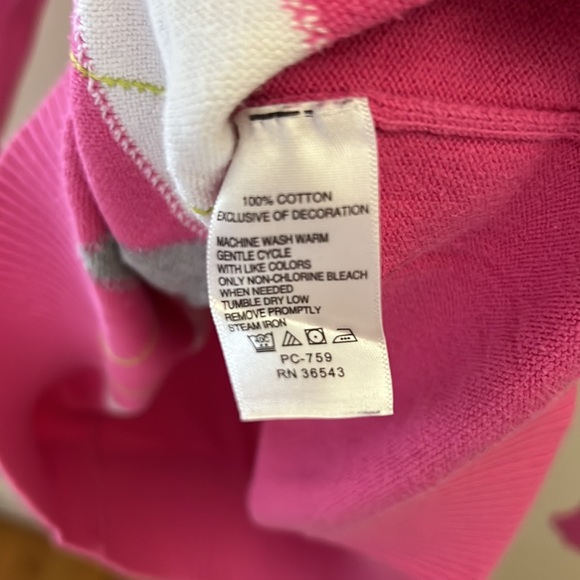 100% COTTON
EXCLUSIVE OF DECORATION
MACHINE WASH WARM
GENTLE CYCLE
WITH LIKE COLORS
ONLY NON-CHLORINE BLEACH
WHEN NEEDED
TUMBLE DRY LOW
REMOVE PROMPTLY
STEAM IRON
PC-759
RN 36543